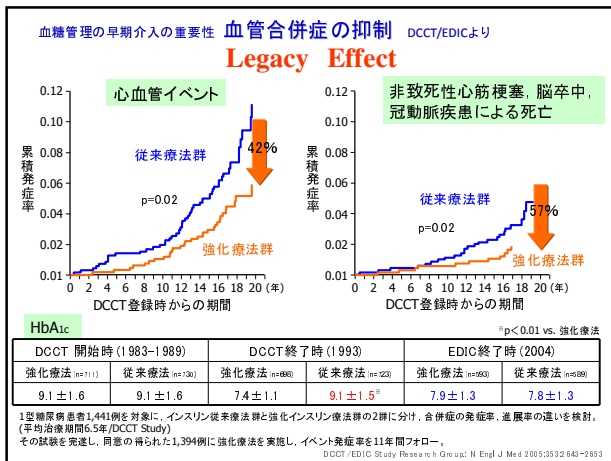 血糖管理の早期介入の重要性 血管合併症の抑制 DCCT/EDICより
Legacy Effect
心血管イベント
0.12
0.10
0.08
0.06
0.04
0.02
0.01
累積発症率
従来療法群
42%
p=0.02
強化療法群
0 1 2 3 4 5 6 7 8 9 10 11 12 13 14 15 16 17 18 19 20 21 (年)
DCCT登録時からの期間
非致死性心筋梗塞, 脳卒中,
冠動脈疾患による死亡
0.12
0.10
0.08
0.06
0.04
0.02
0.01
累積発症率
従来療法群
57%
p=0.02
強化療法群
0 2 4 6 8 10 12 14 16 18 20 (年)
DCCT登録時からの期間
HbA1c
※p<0.01 vs. 強化療法
DCCT 開始時 (1983-1989) DCCT終了時 (1993) EDIC終了時 (2004)
強化療法(n=711) 従来療法(n=730) 強化療法(n=698) 従来療法(n=723) 強化療法(n=593) 従来療法(n=589)
9.1±1.6 9.1±1.6 7.4±1.1 9.1±1.5※ 7.9±1.3 7.8±1.3
1型糖尿病患者1,441例を対象に, インスリン従来療法群と強化インスリン療法群の2群に分け, 合併症の発症率, 進展率の違いを検討。
(平均治療期間6.5年/DCCT Study)
その試験を完遂し, 同意の得られた1,394例に強化療法を実施し, イベント発症率を11年間フォロー。
DCCT/EDIC Study Research Group.: N Engl J Med 2005;353:2643-2653